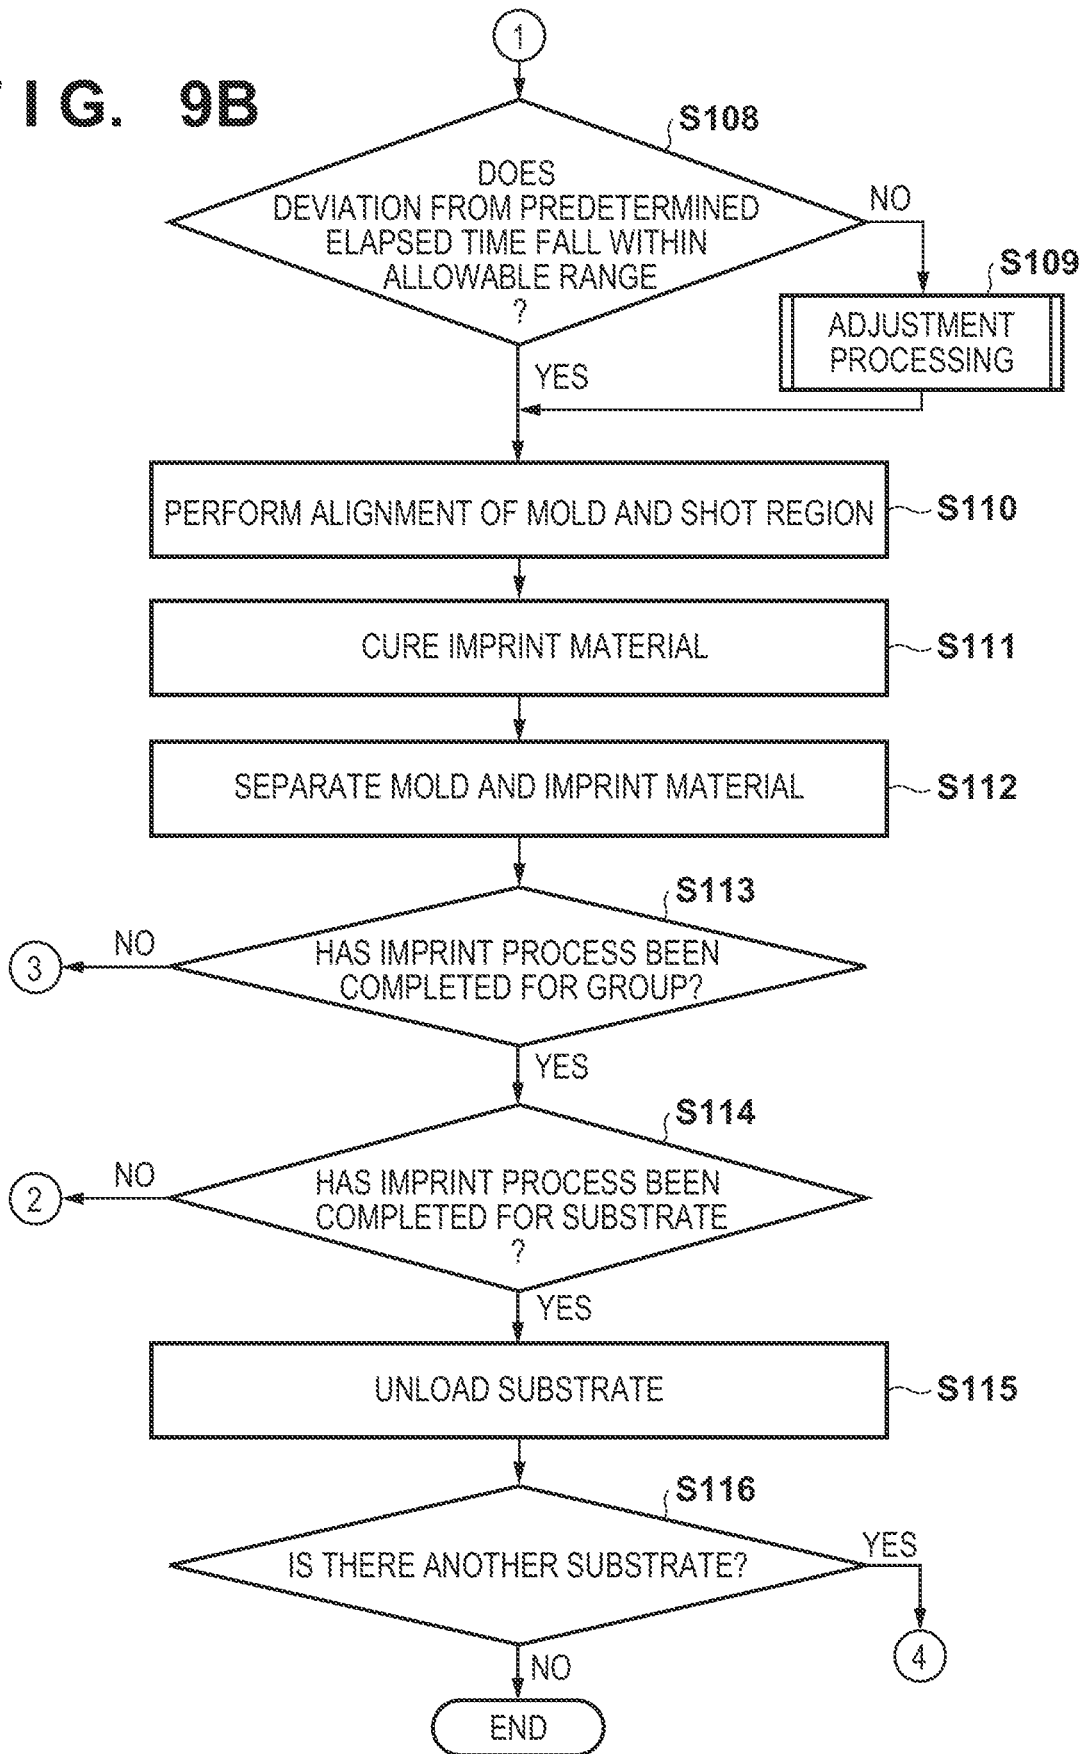 1
I G. 9B
S108
DOES
DEVIATION FROM PREDETERMINED
ELAPSED TIME FALL WITHIN
ALLOWABLE RANGE
?
NO
S109
ADJUSTMENT
PROCESSING
YES
PERFORM ALIGNMENT OF MOLD AND SHOT REGION
S110
CURE IMPRINT MATERIAL
S111
SEPARATE MOLD AND IMPRINT MATERIAL
S112
S113
NO
3
HAS IMPRINT PROCESS BEEN
COMPLETED FOR GROUP?
YES
S114
NO
2
HAS IMPRINT PROCESS BEEN
COMPLETED FOR SUBSTRATE
?
YES
UNLOAD SUBSTRATE
S115
S116
IS THERE ANOTHER SUBSTRATE?
YES
4
NO
END